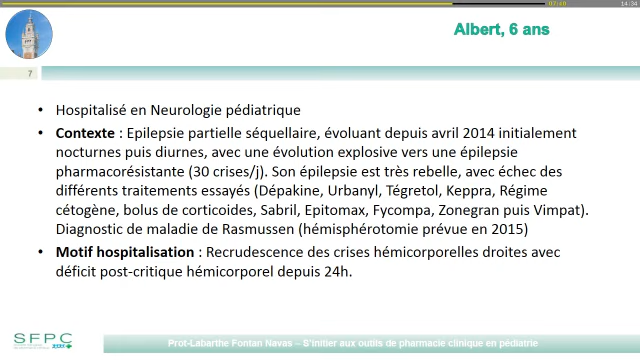 07:40
14:34
Albert, 6 ans
7
• Hospitalisé en Neurologie pédiatrique
• Contexte : Epilepsie partielle séquellaire, évoluant depuis avril 2014 initialement
nocturnes puis diurnes, avec une évolution explosive vers une épilepsie
pharmacorésistante (30 crises/j). Son épilepsie est très rebelle, avec échec des
différents traitements essayés (Dépakine, Urbanyl, Tégretol, Keppra, Régime
cétogène, bolus de corticoides, Sabril, Epitomax, Fycompa, Zonegran puis Vimpat).
Diagnostic de maladie de Rasmussen (hémisphérotomie prévue en 2015)
• Motif hospitalisation : Recrudescence des crises hémicorporelles droites avec
déficit post-critique hémicorporel depuis 24h.
SFPC
Prot-Labarthe Fontan Navas – S'initier aux outils de pharmacie clinique en pédiatrie